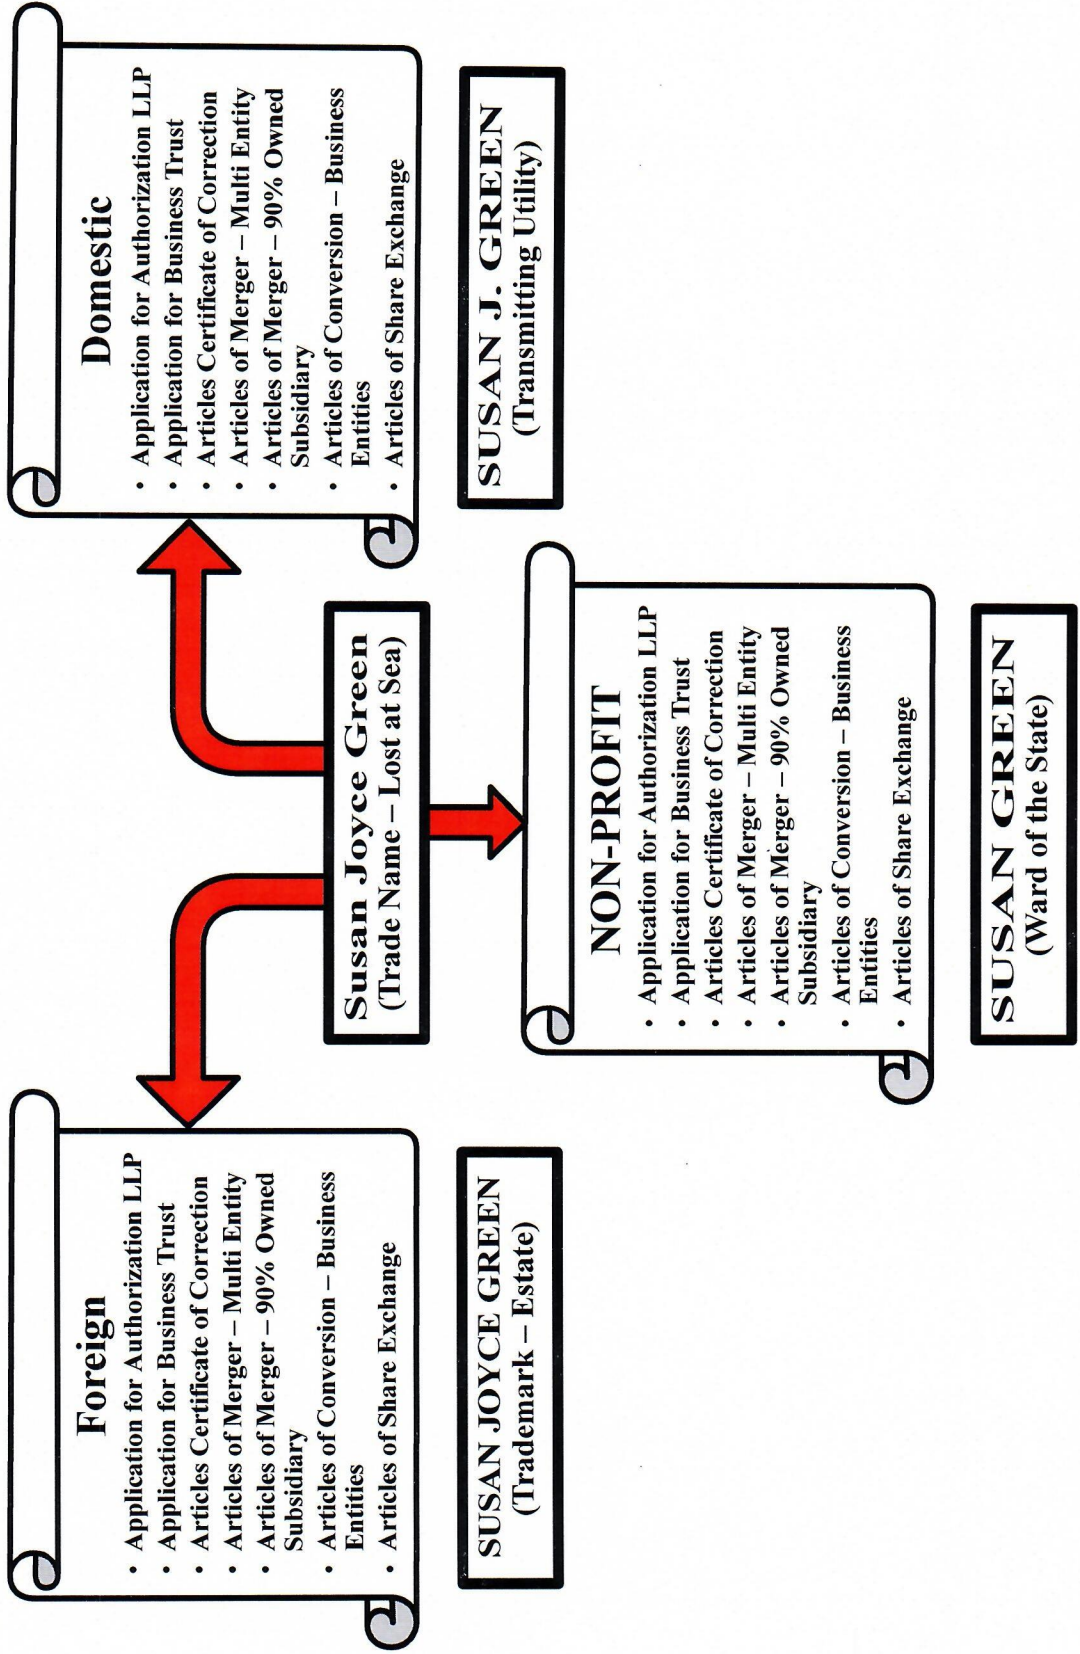 Foreign
• Application for Authorization LLP
• Application for Business Trust
• Articles Certificate of Correction
• Articles of Merger – Multi Entity
• Articles of Merger – 90% Owned
Subsidiary
• Articles of Conversion – Business
Entities
• Articles of Share Exchange
SUSAN JOYCE GREEN
(Trademark – Estate)
Susan Joyce Green
(Trade Name – Lost at Sea)
NON-PROFIT
• Application for Authorization LLP
• Application for Business Trust
• Articles Certificate of Correction
• Articles of Merger – Multi Entity
• Articles of Merger – 90% Owned
Subsidiary
• Articles of Conversion – Business
Entities
• Articles of Share Exchange
SUSAN GREEN
(Ward of the State)
Domestic
• Application for Authorization LLP
• Application for Business Trust
• Articles Certificate of Correction
• Articles of Merger – Multi Entity
• Articles of Merger – 90% Owned
Subsidiary
• Articles of Conversion – Business
Entities
• Articles of Share Exchange
SUSAN J. GREEN
(Transmitting Utility)